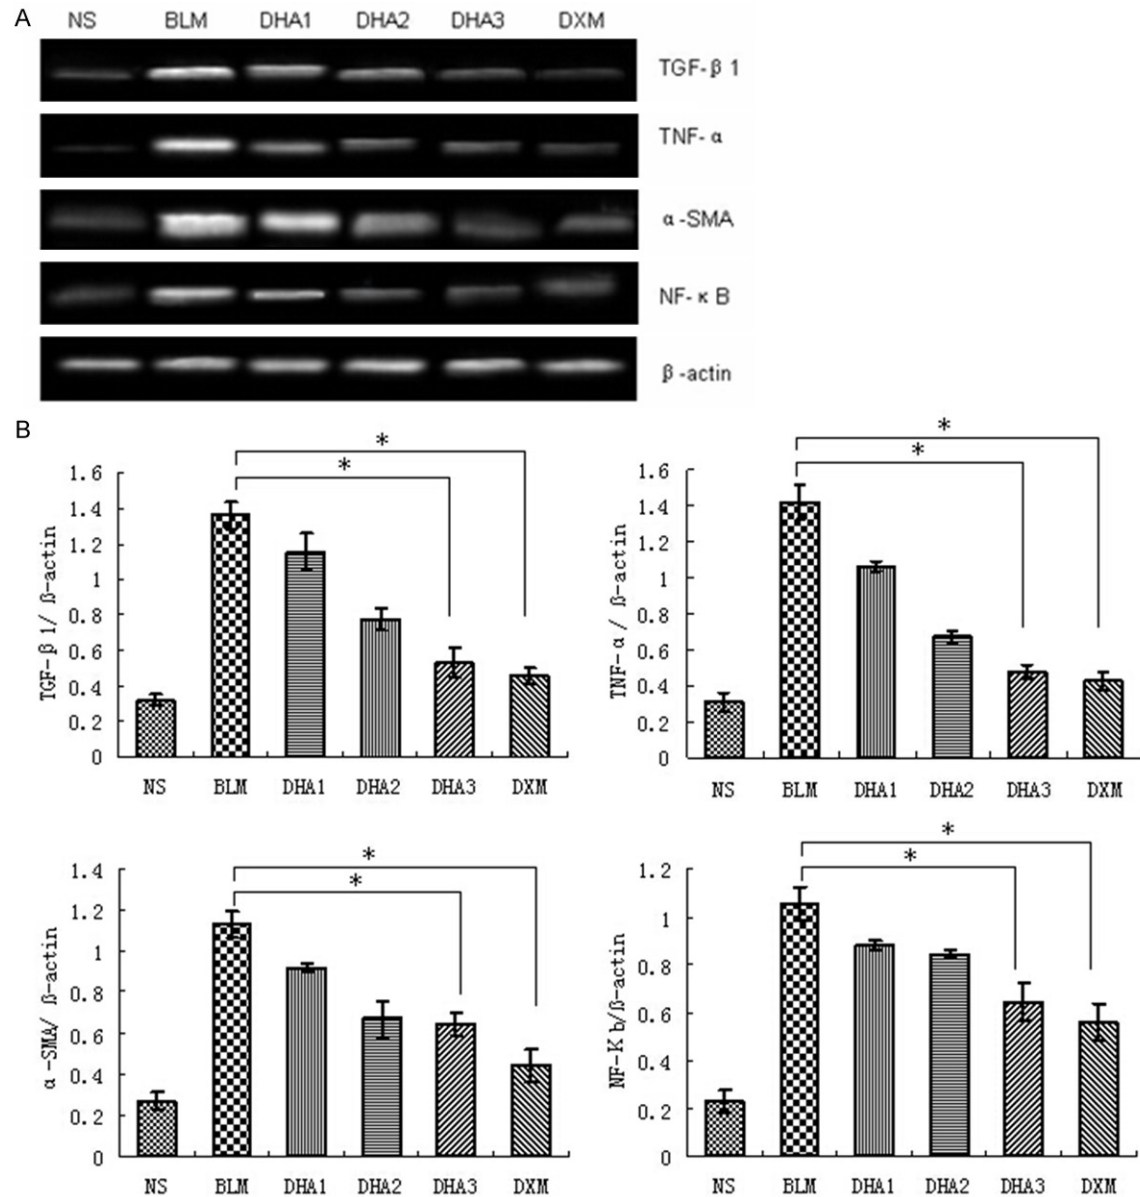 A
NS BLM DHA1 DHA2 DHA3 DXM
TGF-β 1
TNF-α
α-SMA
NF-κ B
β-actin
B
* *
TGF-β 1/ ß-actin
1.6
1.4
1.2
1
0.8
0.6
0.4
0.2
0
NS BLM DHA1 DHA2 DHA3 DXM
* *
TNF-α/ ß-actin
1.6
1.4
1.2
1
0.8
0.6
0.4
0.2
0
NS BLM DHA1 DHA2 DHA3 DXM
* *
α-SMA/ ß-actin
1.4
1.2
1
0.8
0.6
0.4
0.2
0
NS BLM DHA1 DHA2 DHA3 DXM
* *
NF-K b/ß-actin
1.2
1
0.8
0.6
0.4
0.2
0
NS BLM DHA1 DHA2 DHA3 DXM